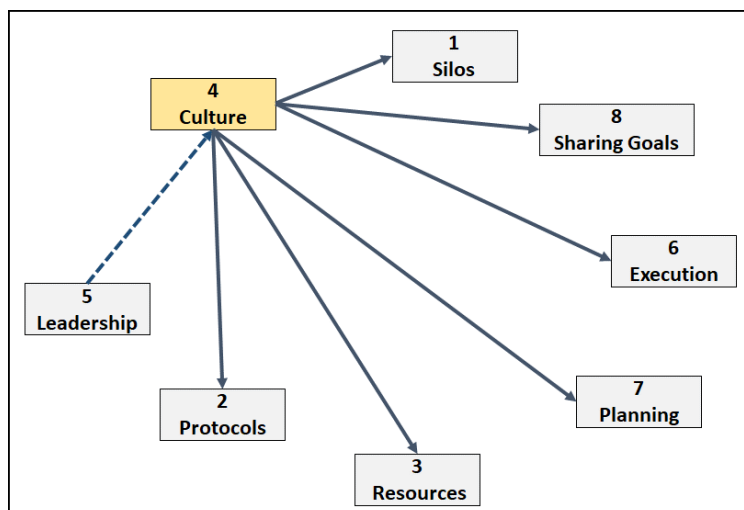 1
Silos
4
Culture
8
Sharing Goals
6
Execution
5
Leadership
7
Planning
2
Protocols
3
Resources